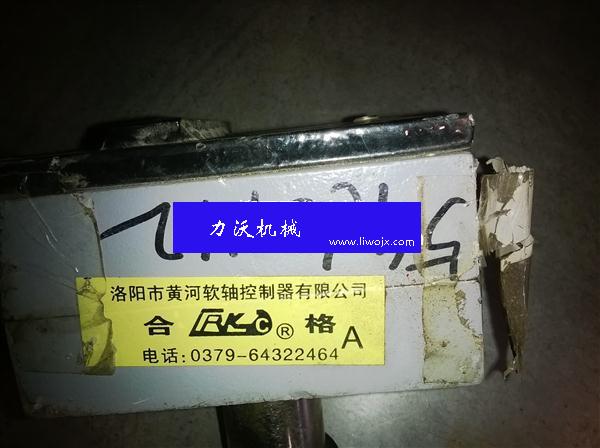 力沃机械
www.liwojx.com
洛阳市黄河软轴控制器有限公司
合 RKC ® 格 A
电话:0379-64322464